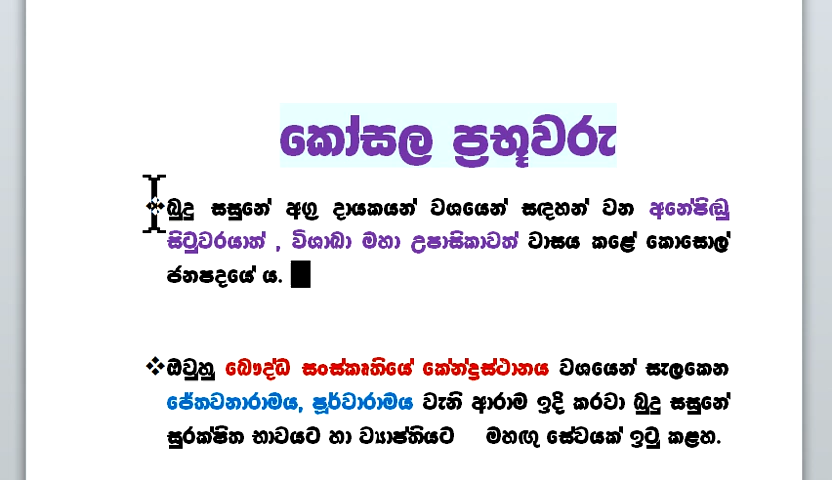 කෝසල ප්‍රභූවරු
❖ බුදු සසුනේ අග්‍ර දායකයන් වශයෙන් සඳහන් වන අනේපිඬු
සිටුවරයාත් , විශාඛා මහා උපාසිකාවත් වාසය කළේ කොසොල්
ජනපදයේ ය.
❖ ඔවුහු බෞද්ධ සංස්කෘතියේ කේන්ද්‍රස්ථානය වශයෙන් සැලකෙන
ජේතවනාරාමය, පූර්වාරාමය වැනි ආරාම ඉදි කරවා බුදු සසුනේ
සුරක්ෂිත භාවයට හා ව්‍යාප්තියට මහඟු සේවයක් ඉටු කළහ.